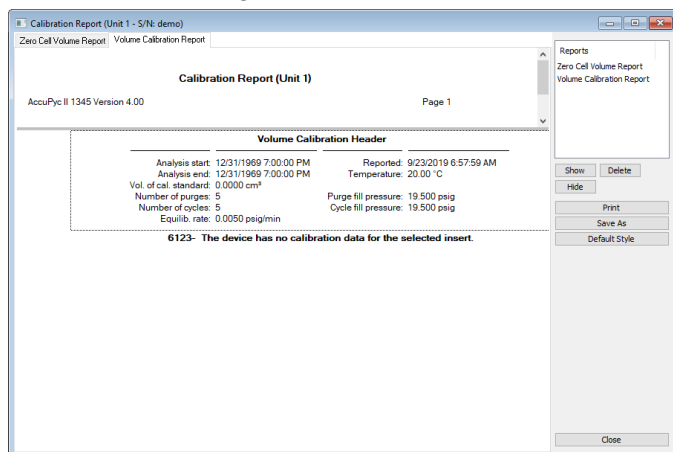 Calibration Report (Unit 1 - S/N: demo)
Zero Cell Volume Report Volume Calibration Report
Calibration Report (Unit 1)
AccuPyc II 1345 Version 4.00 Page 1
Volume Calibration Header
Analysis start: 12/31/1969 7:00:00 PM Reported: 9/23/2019 6:57:59 AM
Analysis end: 12/31/1969 7:00:00 PM Temperature: 20.00 °C
Vol. of cal. standard: 0.0000 cm³
Number of purges: 5 Purge fill pressure: 19.500 psig
Number of cycles: 5 Cycle fill pressure: 19.500 psig
Equilib. rate: 0.0050 psig/min
6123- The device has no calibration data for the selected insert.
Reports
Zero Cell Volume Report
Volume Calibration Report
Show Delete
Hide
Print
Save As
Default Style
Close